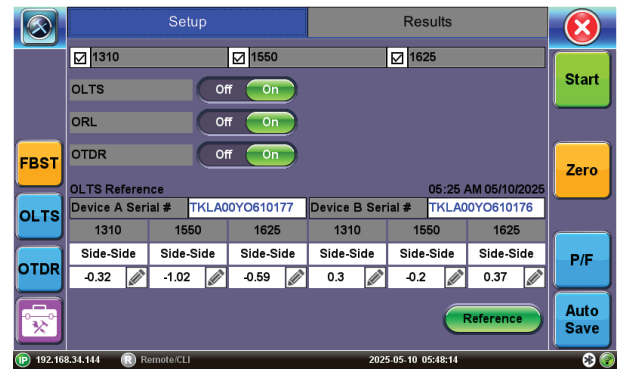 Setup Results
1310 1550 1625
Start
OLTS Off On
ORL Off On
OTDR Off On
FBST
Zero
OLTS Reference 05:25 AM 05/10/2025
Device A Serial # TKLA00YO610177 Device B Serial # TKLA00YO610176
OLTS
1310 1550 1625 1310 1550 1625
Side-Side Side-Side Side-Side Side-Side Side-Side Side-Side
P/F
OTDR
-0.32 -1.02 -0.59 0.3 -0.2 0.37
Reference
Auto
Save
IP 192.168.34.144 R Remote/CLI 2025-05-10 05:48:14